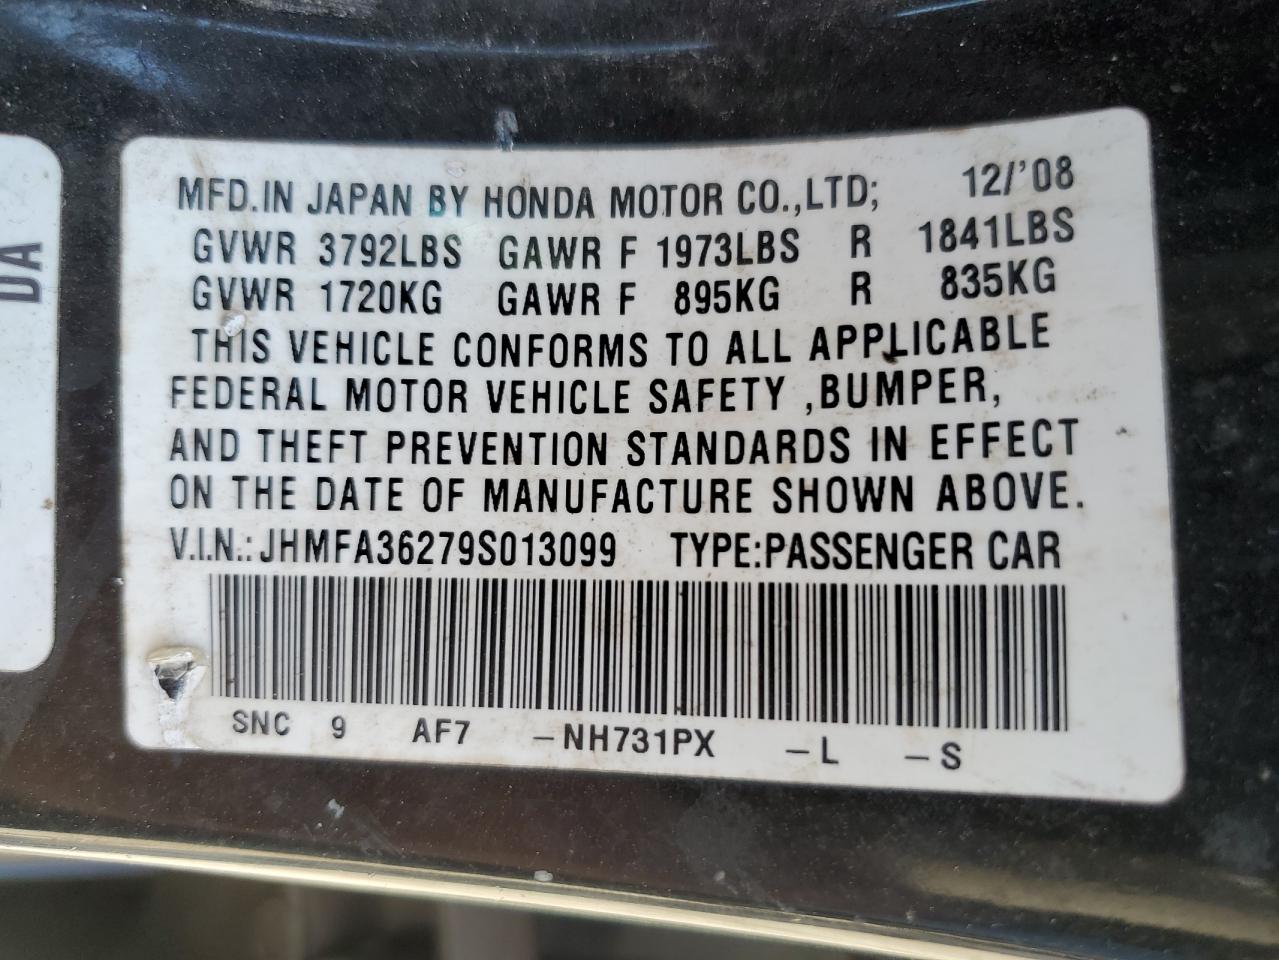 DA
MFD.IN JAPAN BY HONDA MOTOR CO.,LTD; 12/'08
GVWR 3792LBS GAWR F 1973LBS R 1841LBS
GVWR 1720KG GAWR F 895KG R 835KG
THIS VEHICLE CONFORMS TO ALL APPLICABLE
FEDERAL MOTOR VEHICLE SAFETY ,BUMPER,
AND THEFT PREVENTION STANDARDS IN EFFECT
ON THE DATE OF MANUFACTURE SHOWN ABOVE.
V.I.N.: JHMFA36279S013099 TYPE:PASSENGER CAR
SNC 9 AF7 –NH731PX –L –S